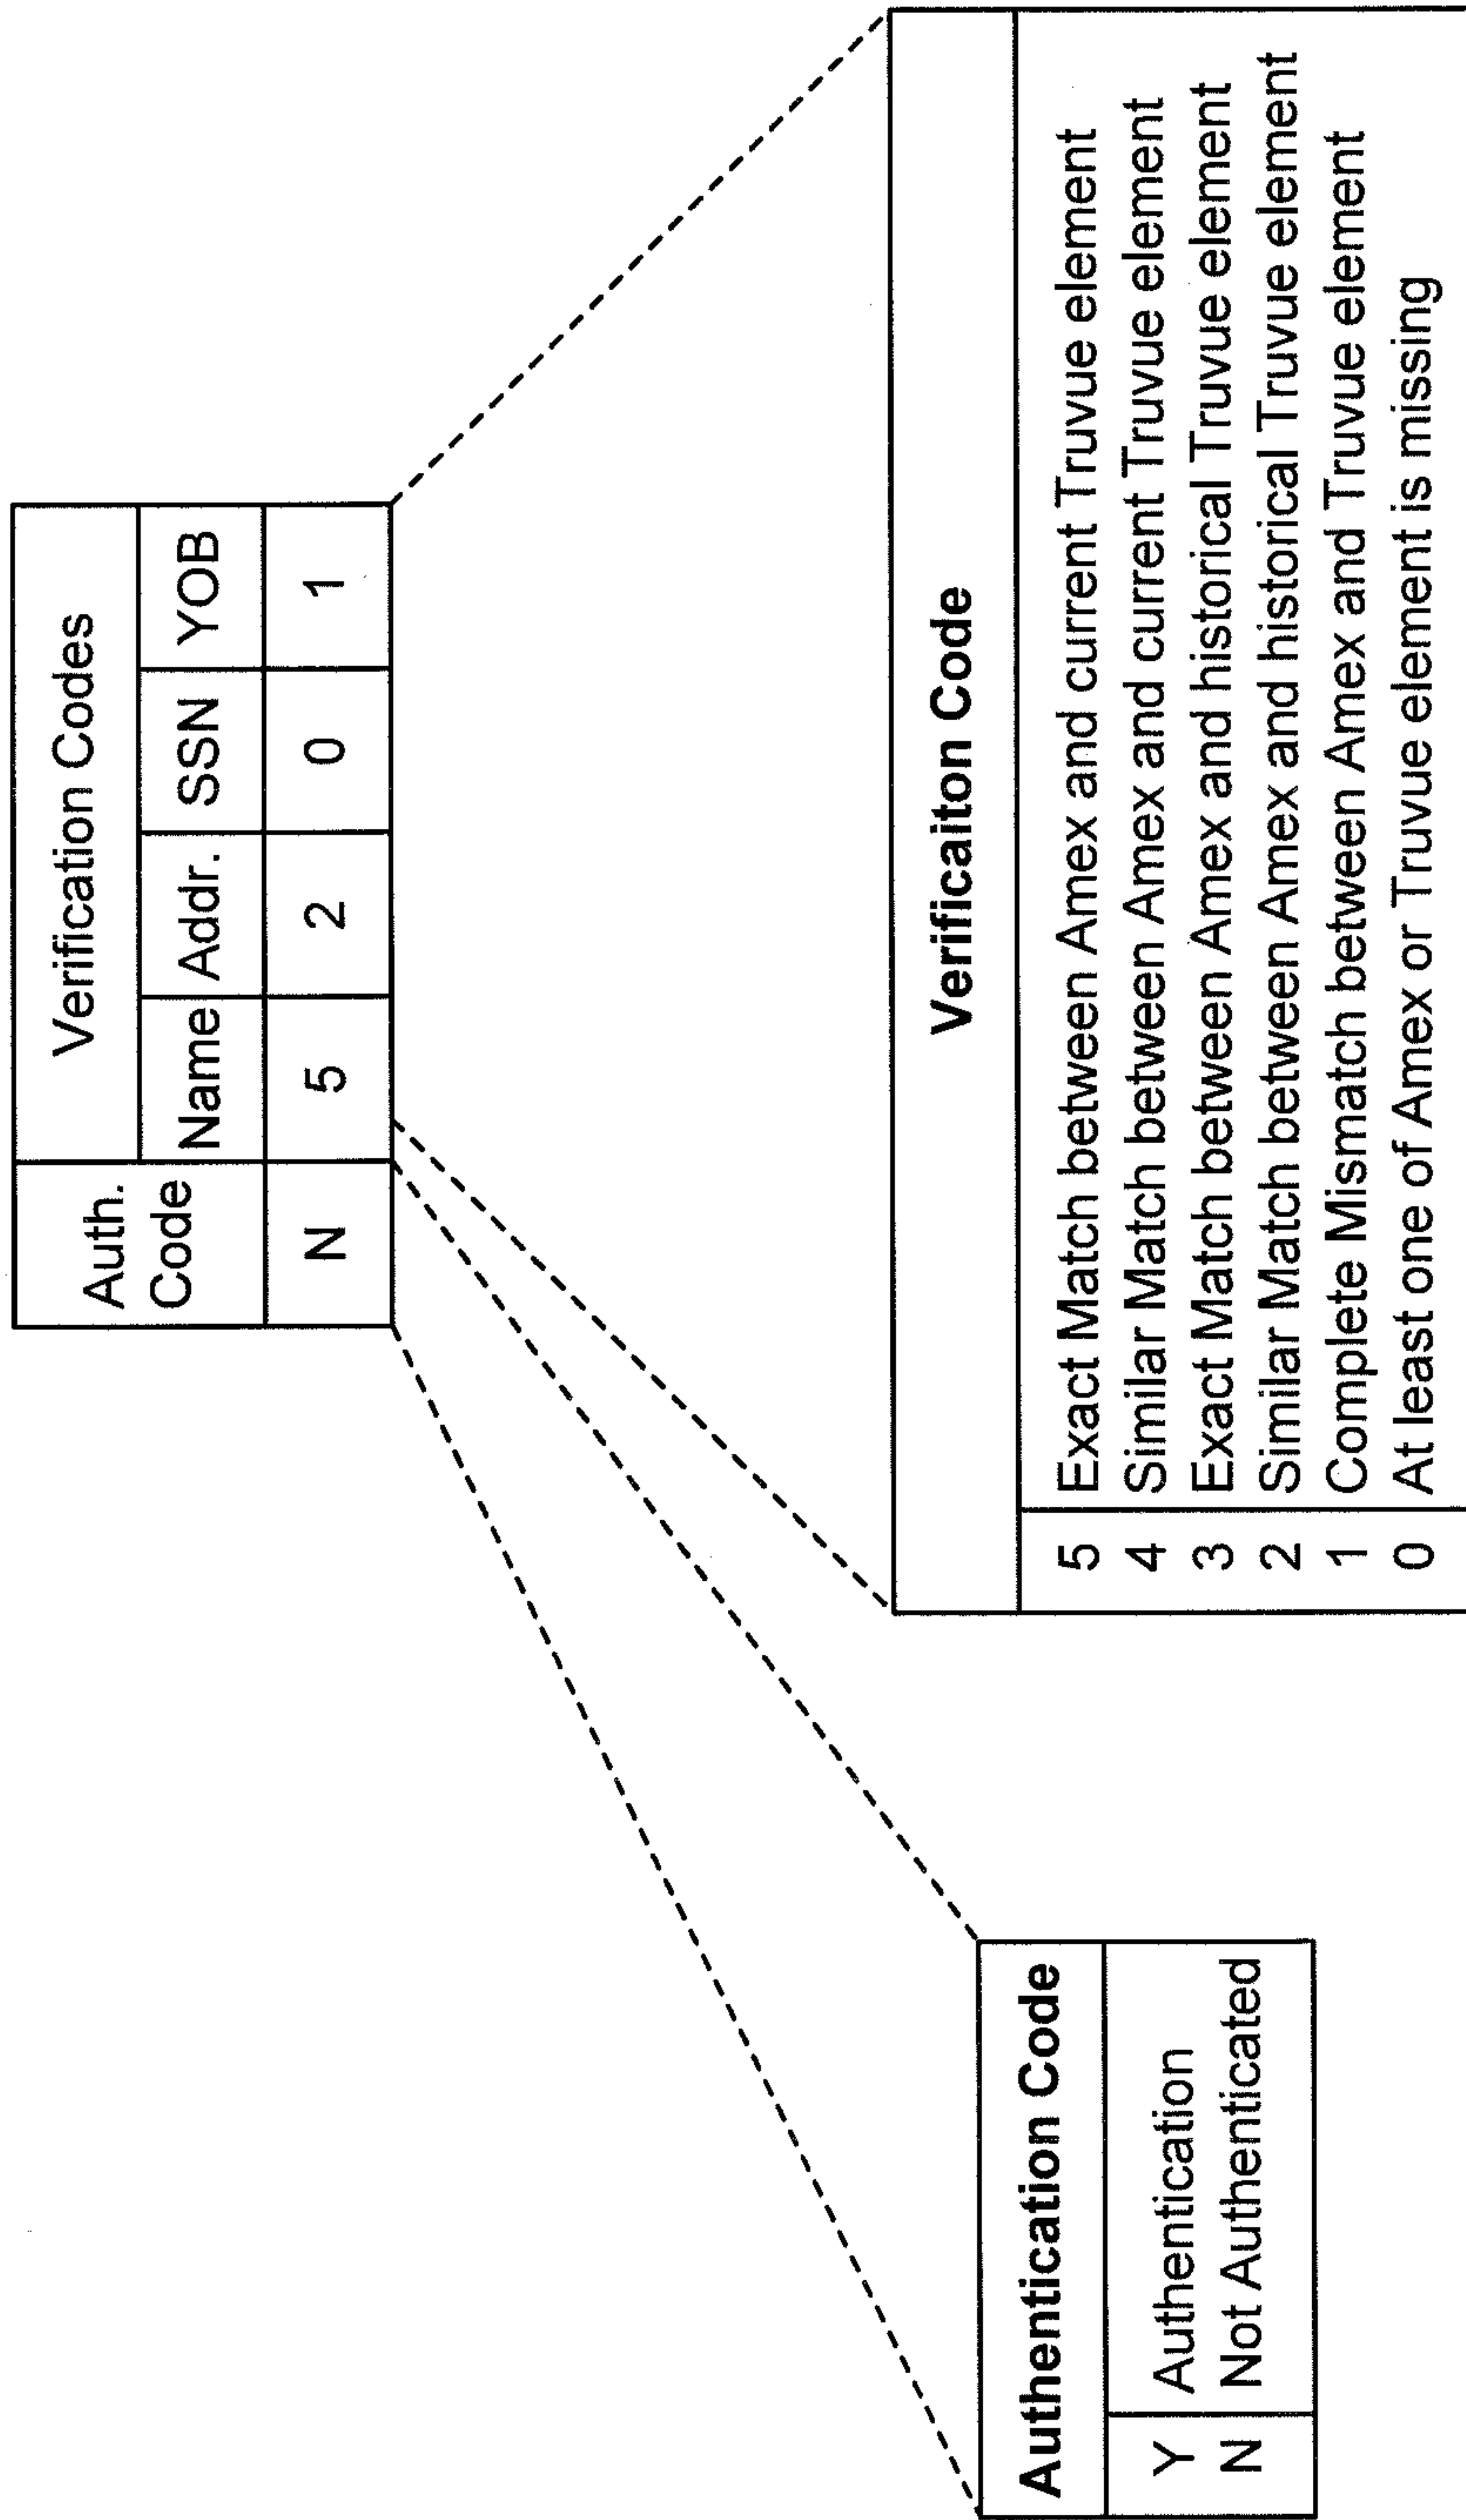 Auth.
Code
Verification Codes
Name Addr. SSN YOB
N 5 2 0 1
Authentication Code
Y Authentication
N Not Authenticated
Verificaiton Code
5 Exact Match between Amex and current Truvue element
4 Similar Match between Amex and current Truvue element
3 Exact Match between Amex and historical Truvue element
2 Similar Match between Amex and historical Truvue element
1 Complete Mismatch between Amex and Truvue element
0 At least one of Amex or Truvue element is missing